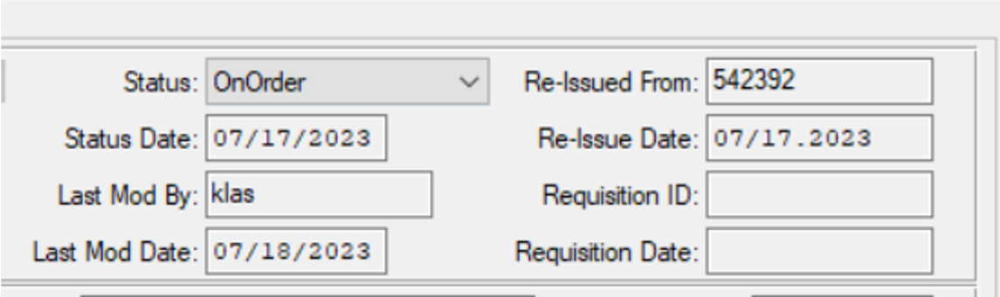 Status: OnOrder Re-Issued From: 542392
Status Date: 07/17/2023 Re-Issue Date: 07/17.2023
Last Mod By: klas Requisition ID:
Last Mod Date: 07/18/2023 Requisition Date: